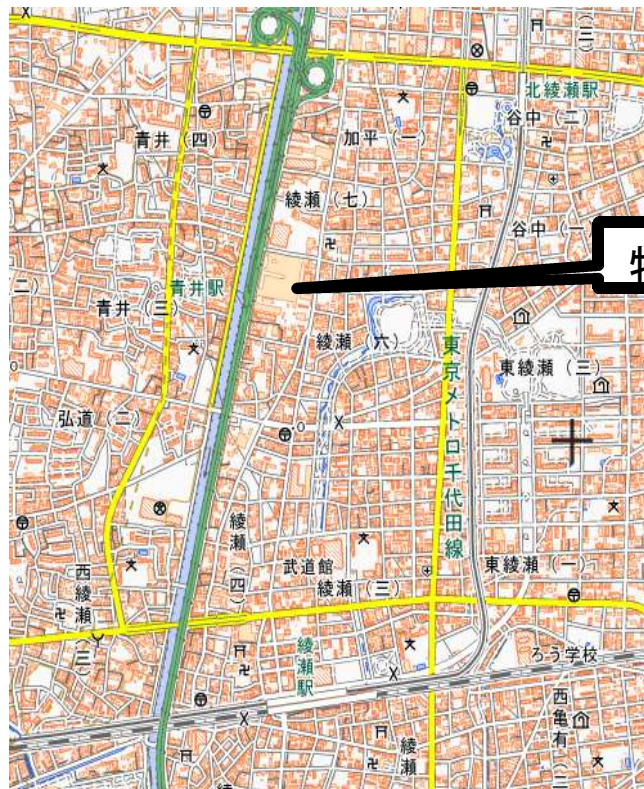 (三)
北綾瀬駅
谷中(二)
青井(四)
加平(一)
綾瀬(七)
谷中(一)
二)
青井駅
青井(三)
綾瀬(六)
東綾瀬(三)
東京メトロ千代田線
弘道(二)
綾瀬(四)
武道館
綾瀬(三)
東綾瀬(一)
西綾瀬(三)
綾瀬駅
ろう学校
西亀有(二)
綾瀬